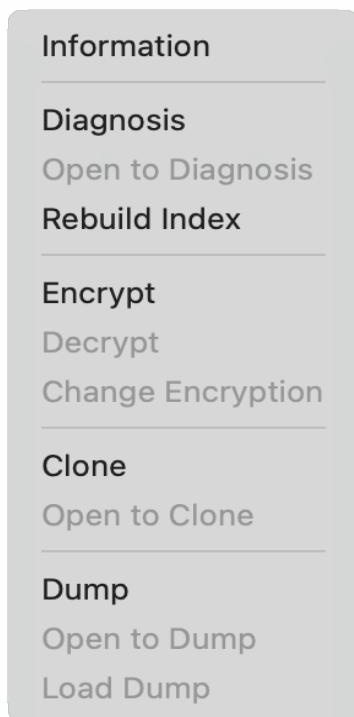 Information
Diagnosis
Open to Diagnosis
Rebuild Index
Encrypt
Decrypt
Change Encryption
Clone
Open to Clone
Dump
Open to Dump
Load Dump